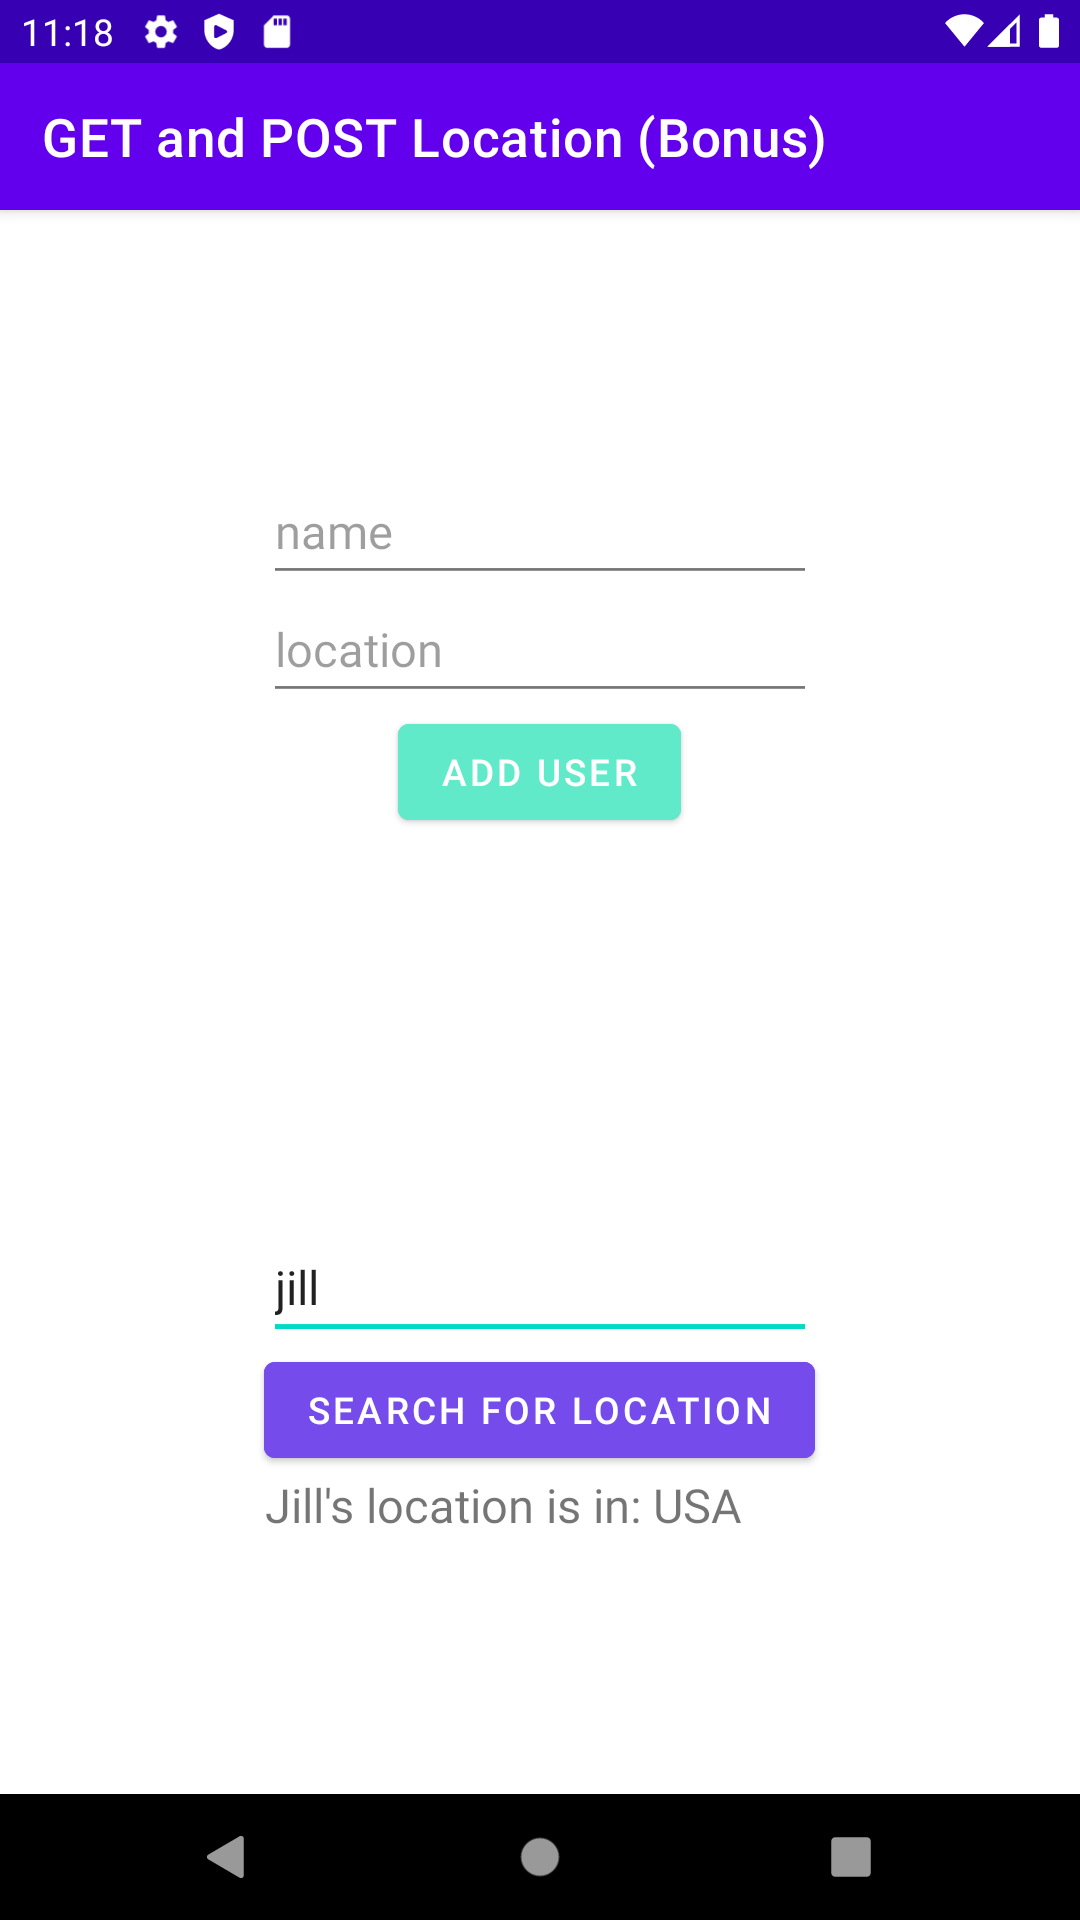 11:18
GET and POST Location (Bonus)
name
location
ADD USER
jill
SEARCH FOR LOCATION
Jill's location is in: USA